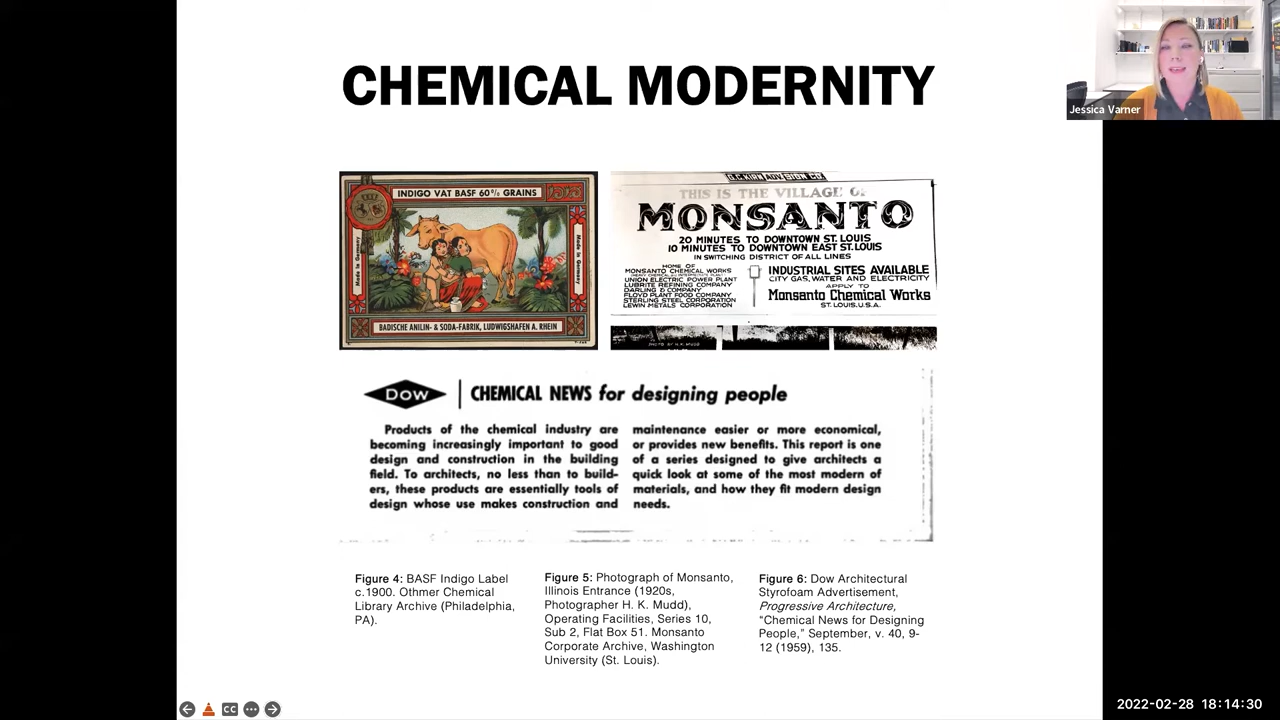 CHEMICAL MODERNITY
Jessica Varner
INDIGO VAT BASF 60% GRAINS
Made in Germany
Made in Germany
BADISCHE ANILIN- & SODA-FABRIK, LUDWIGSHAFEN A. RHEIN
THIS IS THE VILLAGE OF
MONSANTO
20 MINUTES TO DOWNTOWN ST. LOUIS
10 MINUTES TO DOWNTOWN EAST ST. LOUIS
IN SWITCHING DISTRICT OF ALL LINES
HOME OF
MONSANTO CHEMICAL WORKS
UNION ELECTRIC POWER PLANT
LUBRITE REFINING COMPANY
DARLING & COMPANY
FLOYD PLANT FOOD COMPANY
STERLING STEEL CORPORATION
LEWIN METALS CORPORATION
INDUSTRIAL SITES AVAILABLE
CITY GAS, WATER AND ELECTRICITY
APPLY TO
Monsanto Chemical Works
ST. LOUIS. U.S.A.
PHOTO BY H. K. MUDD
DOW
CHEMICAL NEWS for designing people
Products of the chemical industry are
becoming increasingly important to good
design and construction in the building
field. To architects, no less than to build-
ers, these products are essentially tools of
design whose use makes construction and
maintenance easier or more economical,
or provides new benefits. This report is one
of a series designed to give architects a
quick look at some of the most modern of
materials, and how they fit modern design
needs.
Figure 4: BASF Indigo Label
c.1900. Othmer Chemical
Library Archive (Philadelphia,
PA).
Figure 5: Photograph of Monsanto,
Illinois Entrance (1920s,
Photographer H. K. Mudd),
Operating Facilities, Series 10,
Sub 2, Flat Box 51. Monsanto
Corporate Archive, Washington
University (St. Louis).
Figure 6: Dow Architectural
Styrofoam Advertisement,
Progressive Architecture,
“Chemical News for Designing
People,” September, v. 40, 9-
12 (1959), 135.
CC
2022-02-28 18:14:30